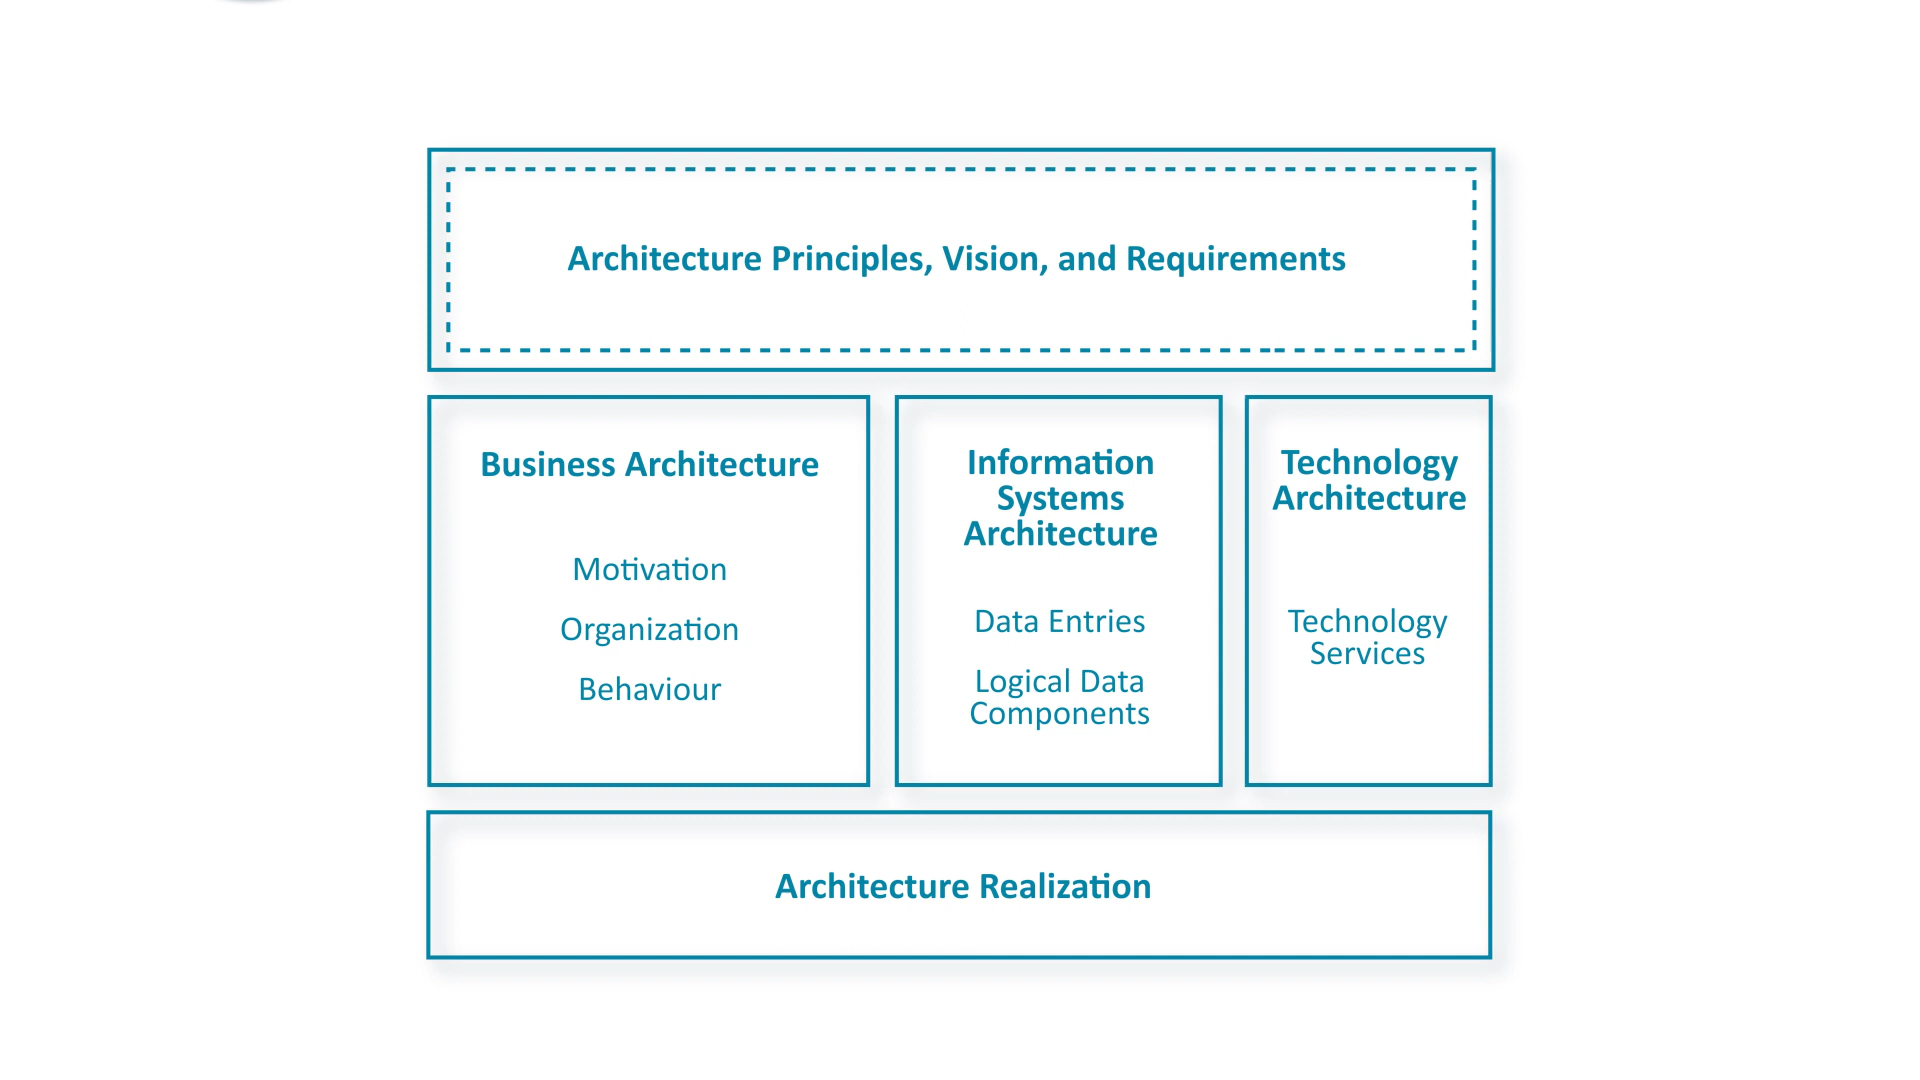 Architecture Principles, Vision, and Requirements
Business Architecture
Motivation
Organization
Behaviour
Information
Systems
Architecture
Data Entries
Logical Data
Components
Technology
Architecture
Technology
Services
Architecture Realization